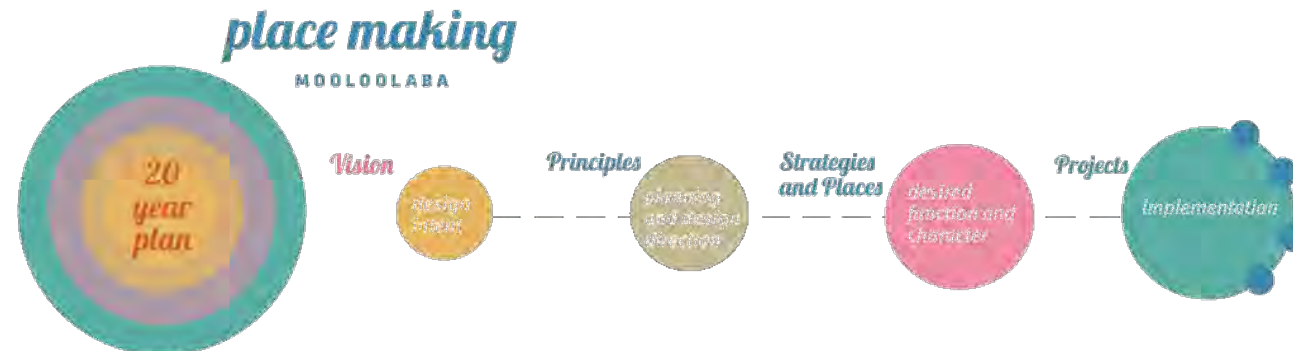 place making
MOOLOOLABA
20
year
plan
Vision
design
intent
Principles
planning
and design
direction
Strategies
and Places
desired
function and
character
Projects
implementation